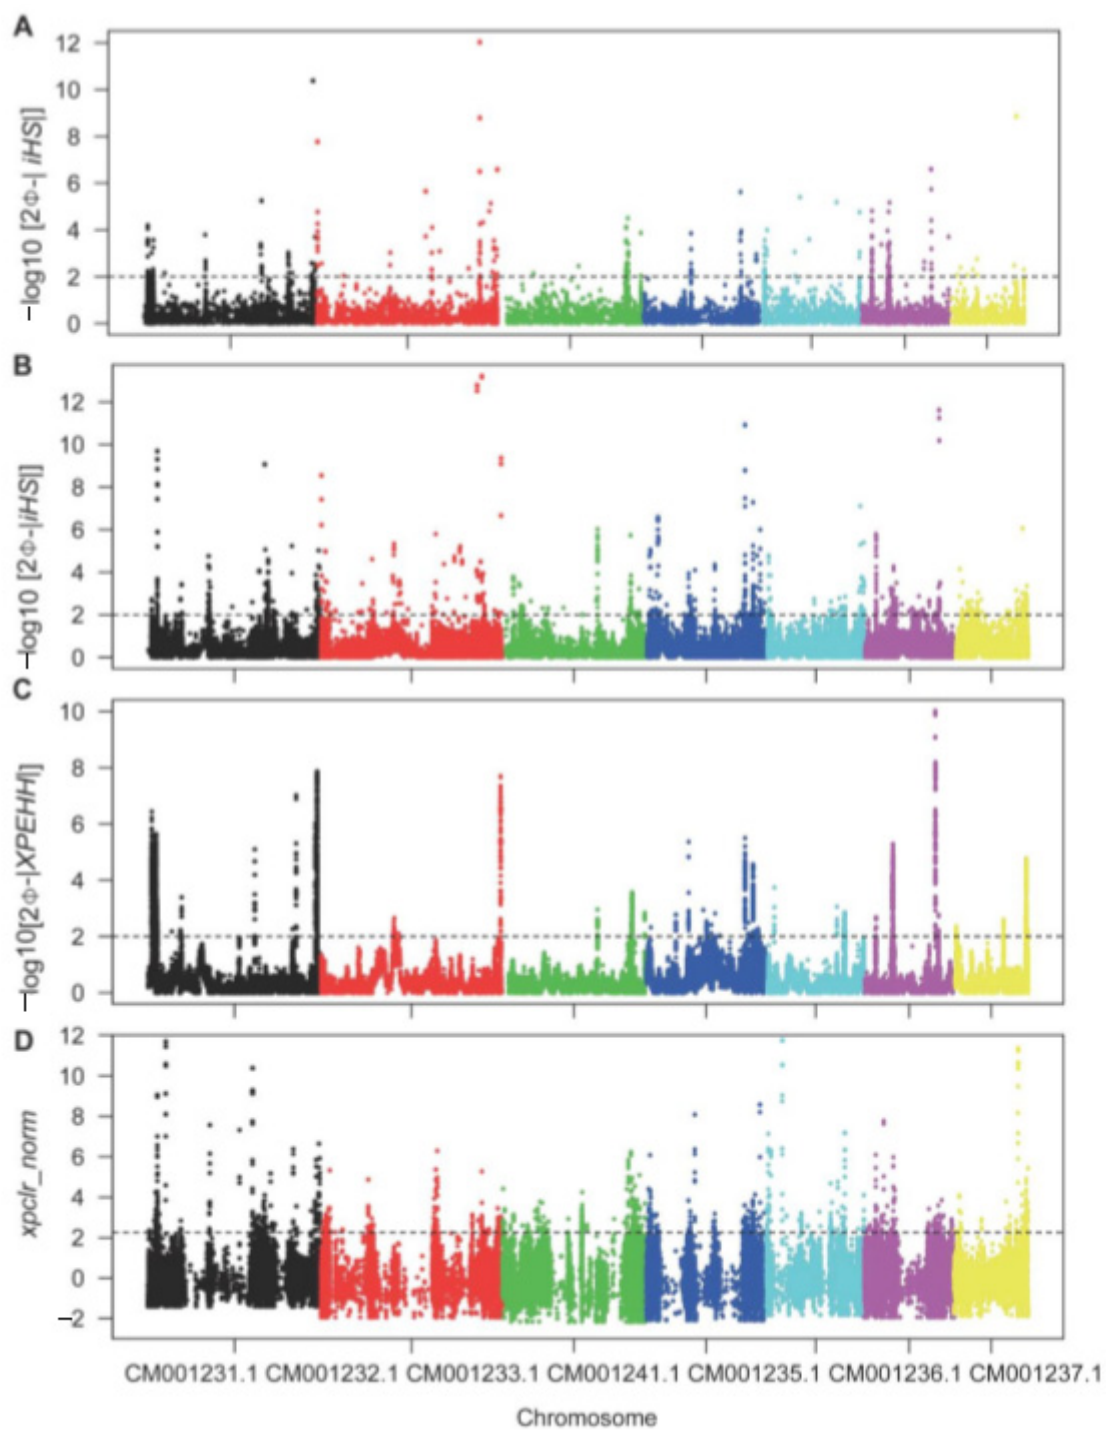 A
12
10
8
6
4
2
0
−log10 [2Φ-| iHS|]
B
12
10
8
6
4
2
0
−log10 [2Φ-|iHS|]
C
10
8
6
4
2
0
−log10[2Φ-|XPEHH|]
D
12
10
8
6
4
2
0
−2
xpclr_norm
CM001231.1 CM001232.1 CM001233.1 CM001241.1 CM001235.1 CM001236.1 CM001237.1
Chromosome